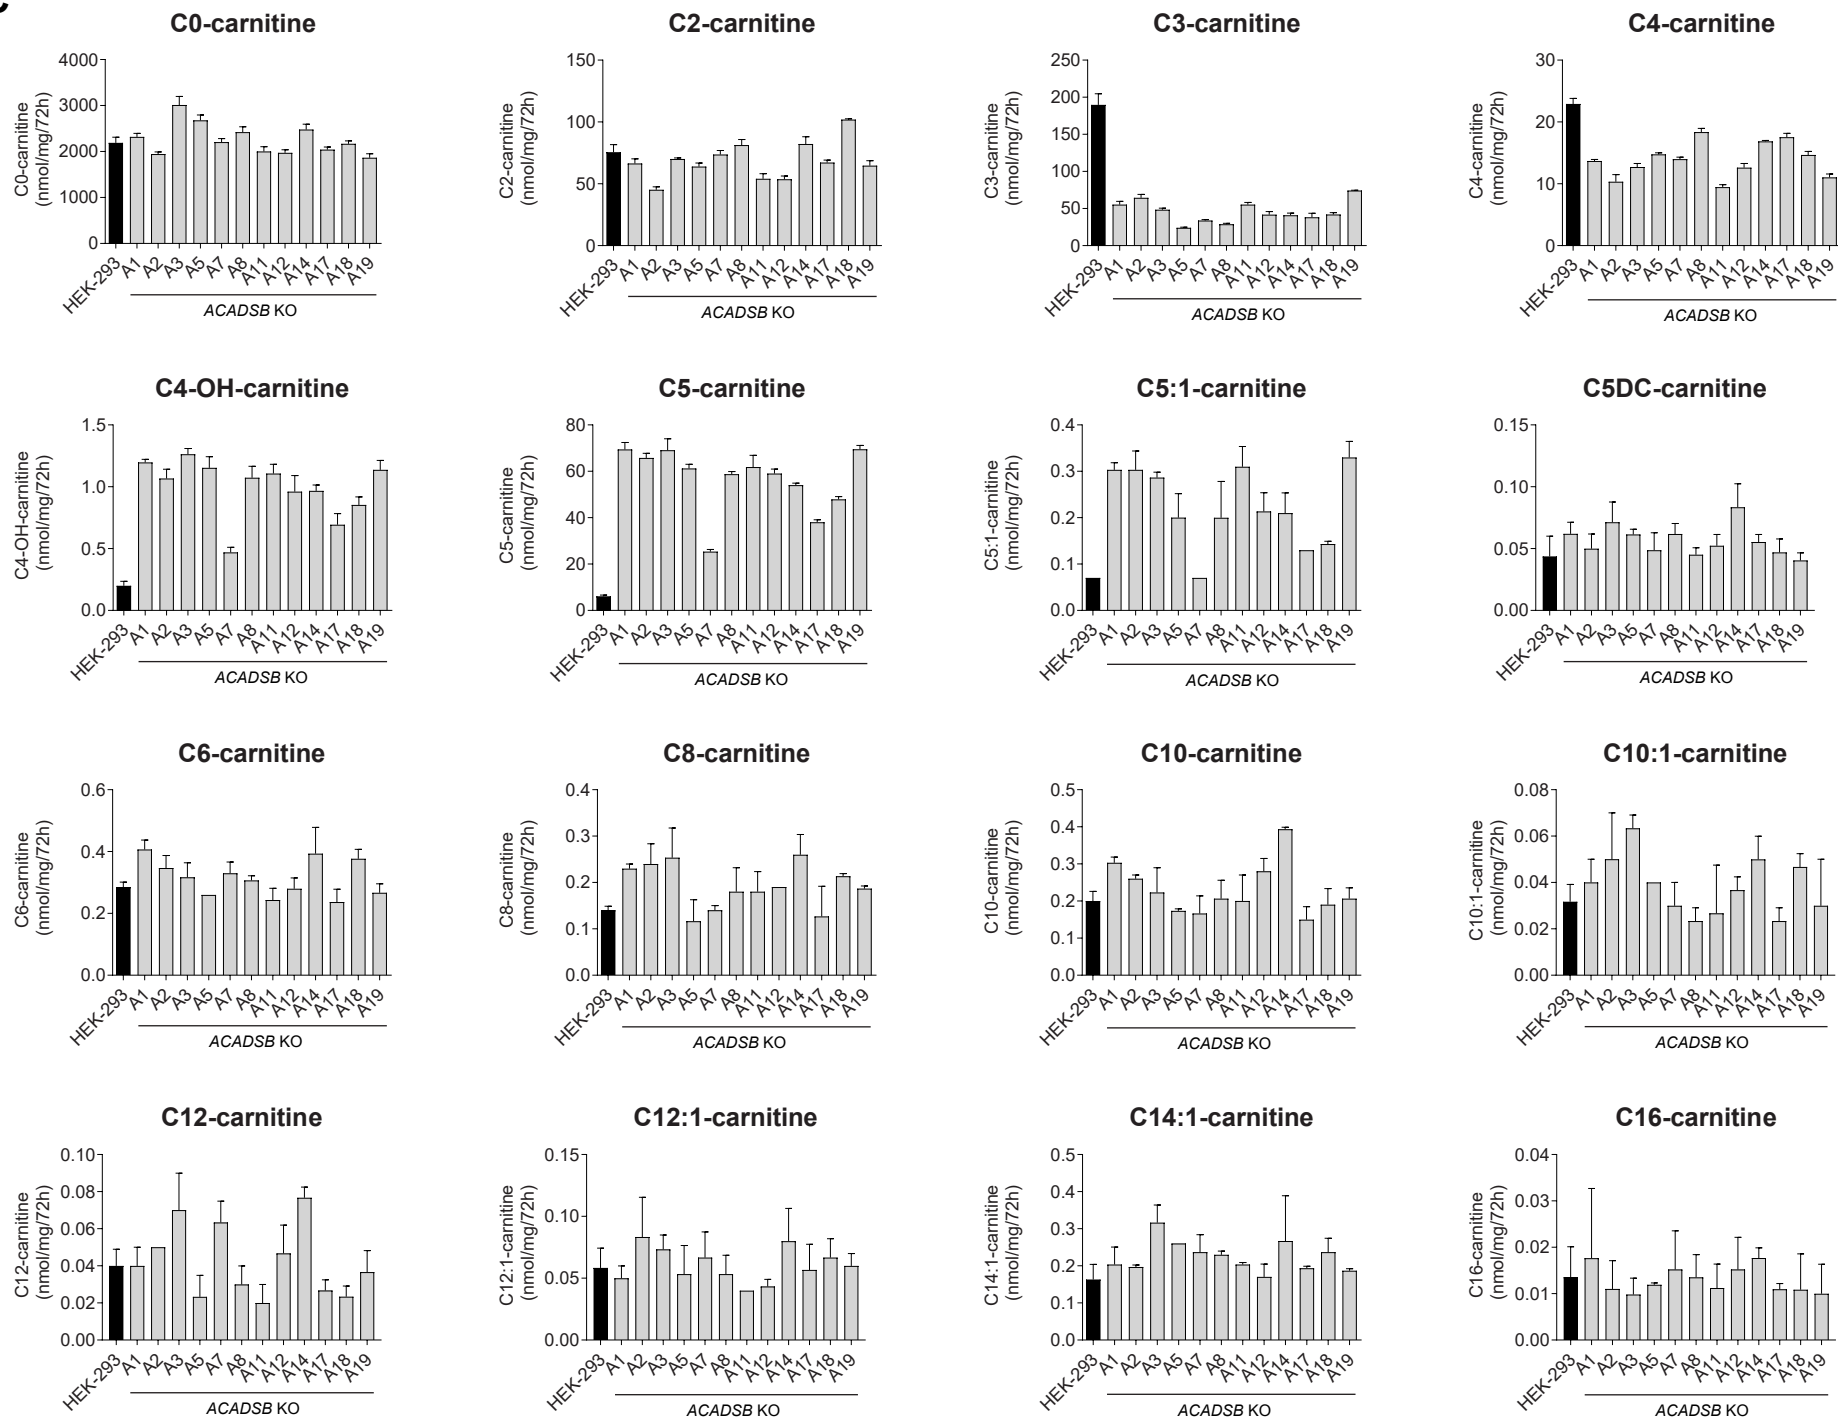 C0-carnitine
C0-carnitine
(nmol/mg/72h)
4000
3000
2000
1000
0
HEK-293 A1 A2 A3 A5 A7 A8 A11 A12 A14 A17 A18 A19
ACADSB KO
C2-carnitine
C2-carnitine
(nmol/mg/72h)
150
100
50
0
HEK-293 A1 A2 A3 A5 A7 A8 A11 A12 A14 A17 A18 A19
ACADSB KO
C3-carnitine
C3-carnitine
(nmol/mg/72h)
250
200
150
100
50
0
HEK-293 A1 A2 A3 A5 A7 A8 A11 A12 A14 A17 A18 A19
ACADSB KO
C4-carnitine
C4-carnitine
(nmol/mg/72h)
30
20
10
0
HEK-293 A1 A2 A3 A5 A7 A8 A11 A12 A14 A17 A18 A19
ACADSB KO
C4-OH-carnitine
C4-OH-carnitine
(nmol/mg/72h)
1.5
1.0
0.5
0.0
HEK-293 A1 A2 A3 A5 A7 A8 A11 A12 A14 A17 A18 A19
ACADSB KO
C5-carnitine
C5-carnitine
(nmol/mg/72h)
80
60
40
20
0
HEK-293 A1 A2 A3 A5 A7 A8 A11 A12 A14 A17 A18 A19
ACADSB KO
C5:1-carnitine
C5:1-carnitine
(nmol/mg/72h)
0.4
0.3
0.2
0.1
0.0
HEK-293 A1 A2 A3 A5 A7 A8 A11 A12 A14 A17 A18 A19
ACADSB KO
C5DC-carnitine
C5DC-carnitine
(nmol/mg/72h)
0.15
0.10
0.05
0.00
HEK-293 A1 A2 A3 A5 A7 A8 A11 A12 A14 A17 A18 A19
ACADSB KO
C6-carnitine
C6-carnitine
(nmol/mg/72h)
0.6
0.4
0.2
0.0
HEK-293 A1 A2 A3 A5 A7 A8 A11 A12 A14 A17 A18 A19
ACADSB KO
C8-carnitine
C8-carnitine
(nmol/mg/72h)
0.4
0.3
0.2
0.1
0.0
HEK-293 A1 A2 A3 A5 A7 A8 A11 A12 A14 A17 A18 A19
ACADSB KO
C10-carnitine
C10-carnitine
(nmol/mg/72h)
0.5
0.4
0.3
0.2
0.1
0.0
HEK-293 A1 A2 A3 A5 A7 A8 A11 A12 A14 A17 A18 A19
ACADSB KO
C10:1-carnitine
C10:1-carnitine
(nmol/mg/72h)
0.08
0.06
0.04
0.02
0.00
HEK-293 A1 A2 A3 A5 A7 A8 A11 A12 A14 A17 A18 A19
ACADSB KO
C12-carnitine
C12-carnitine
(nmol/mg/72h)
0.10
0.08
0.06
0.04
0.02
0.00
HEK-293 A1 A2 A3 A5 A7 A8 A11 A12 A14 A17 A18 A19
ACADSB KO
C12:1-carnitine
C12:1-carnitine
(nmol/mg/72h)
0.15
0.10
0.05
0.00
HEK-293 A1 A2 A3 A5 A7 A8 A11 A12 A14 A17 A18 A19
ACADSB KO
C14:1-carnitine
C14:1-carnitine
(nmol/mg/72h)
0.5
0.4
0.3
0.2
0.1
0.0
HEK-293 A1 A2 A3 A5 A7 A8 A11 A12 A14 A17 A18 A19
ACADSB KO
C16-carnitine
C16-carnitine
(nmol/mg/72h)
0.04
0.03
0.02
0.01
0.00
HEK-293 A1 A2 A3 A5 A7 A8 A11 A12 A14 A17 A18 A19
ACADSB KO